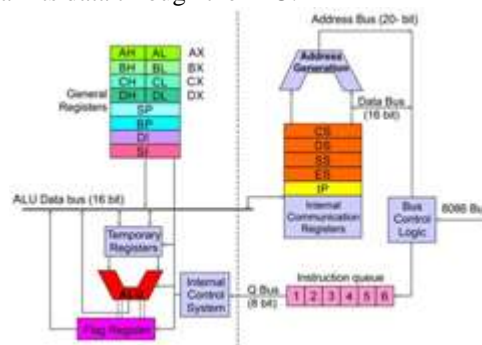 AH AL AX
BH BL BX
CH CL CX
DH DL DX
General
Registers
SP
BP
DI
SI
ALU Data bus (16 bit)
Temporary
Registers
ALU
Flag Register
Internal
Control
System
Address Bus (20- bit)
Address
Generation
Data Bus
(16 bit)
CS
DS
SS
ES
IP
Internal
Communication
Registers
Bus
Control
Logic
8086 Bu
Q Bus
(8 bit)
Instruction queue
1 2 3 4 5 6